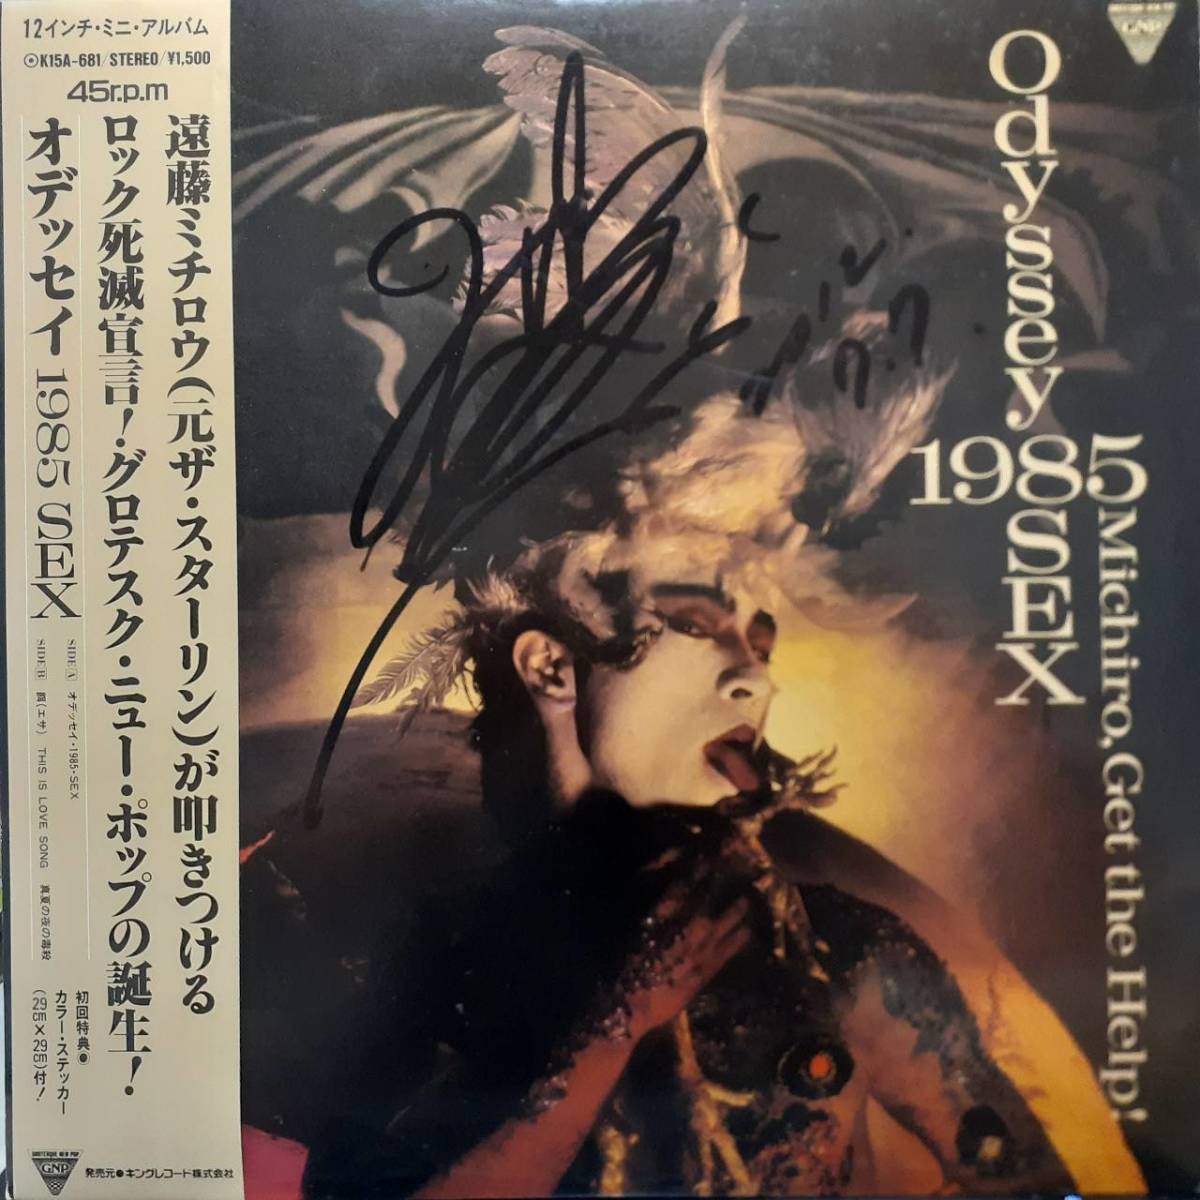 12インチ・ミニ・アルバム
K15A-681/STEREO/¥1,500
45r.p.m
遠藤ミチロウ(元ザ・スターリン)が叩きつける
ロック死滅宣言!グロテスク・ニュー・ポップの誕生!
オデッセイ 1985 SEX
SIDE A オデッセイ・1985・SEX
SIDE B 餌(エサ) THIS IS LOVE SONG 真夏の夜の毒殺
初回特典
カラー・ステッカー
(29㎝×29㎝)付!
GROTESQUE NEW POP
GNP
発売元 キングレコード株式会社
GNP
Odyssey
1985
SEX
Michiro, Get the Help!